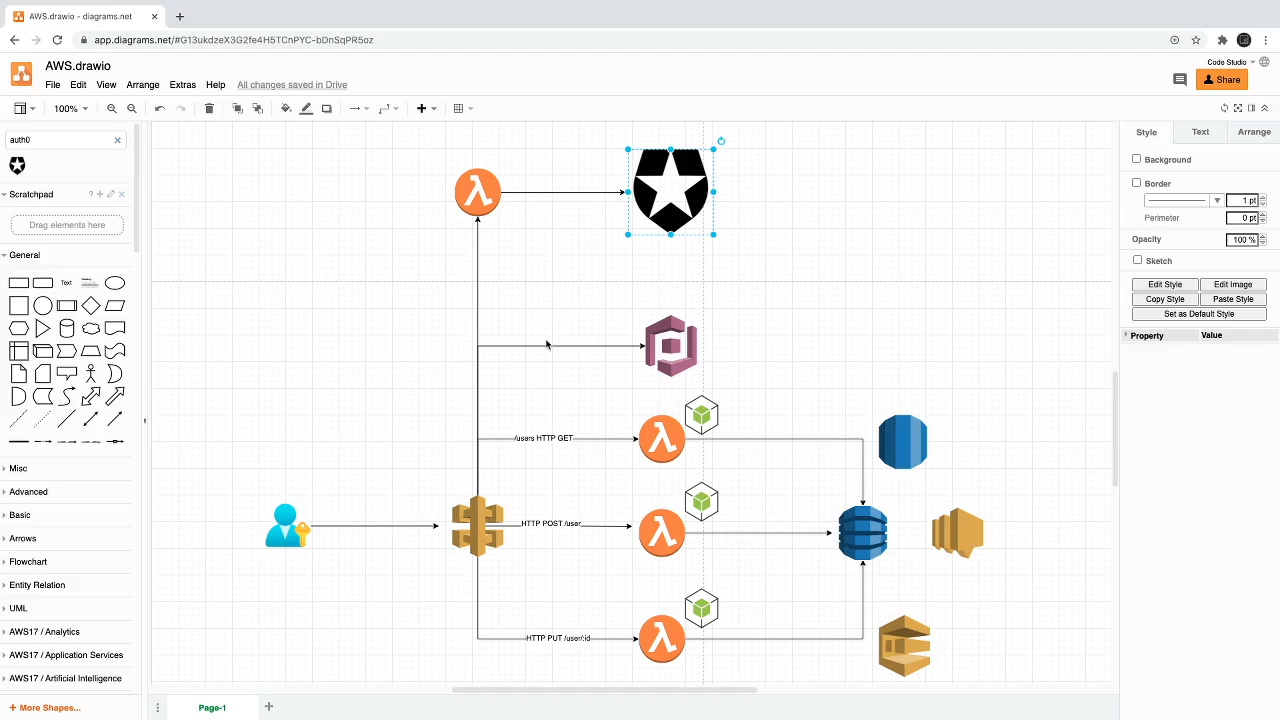 AWS.drawio - diagrams.net
app.diagrams.net/#G13ukdzeX3G2fe4H5TCnPYC-bDnSqPR5oz
AWS.drawio
File Edit View Arrange Extras Help All changes saved in Drive
Code Studio
Share
100%
auth0
Scratchpad
?
Drag elements here
General
Text
Heading
Misc
Advanced
Basic
Arrows
Flowchart
Entity Relation
UML
AWS17 / Analytics
AWS17 / Application Services
AWS17 / Artificial Intelligence
+ More Shapes...
/users HTTP GET
HTTP POST /user
HTTP PUT /user/:id
Page-1
Style Text Arrange
Background
Border
1 pt
Perimeter 0 pt
Opacity 100 %
Sketch
Edit Style Edit Image
Copy Style Paste Style
Set as Default Style
Property Value